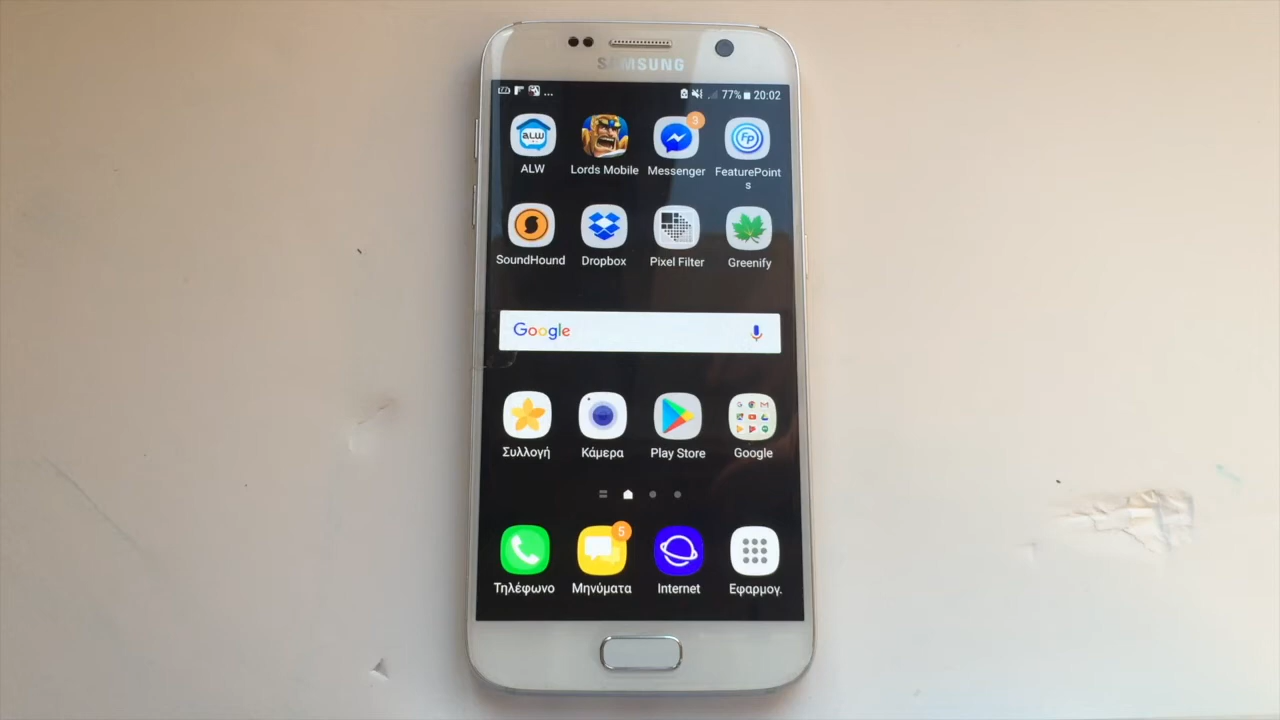 SAMSUNG
... 77% 20:02
ALW
Lords Mobile
3
Messenger
FeaturePoint
s
SoundHound
Dropbox
Pixel Filter
Greenify
Google
Συλλογή
Κάμερα
Play Store
Google
Τηλέφωνο
5
Μηνύματα
Internet
Εφαρμογ.